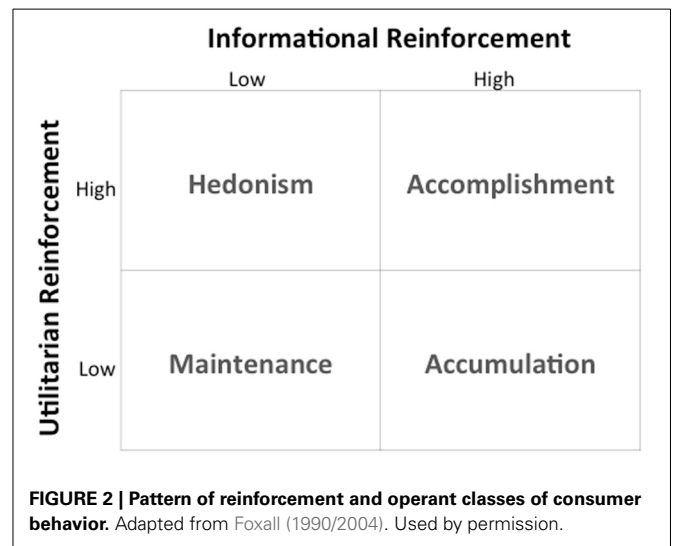 Informational Reinforcement
Low High
Utilitarian Reinforcement
High Hedonism Accomplishment
Low Maintenance Accumulation
FIGURE 2 | Pattern of reinforcement and operant classes of consumer
behavior. Adapted from Foxall (1990/2004). Used by permission.